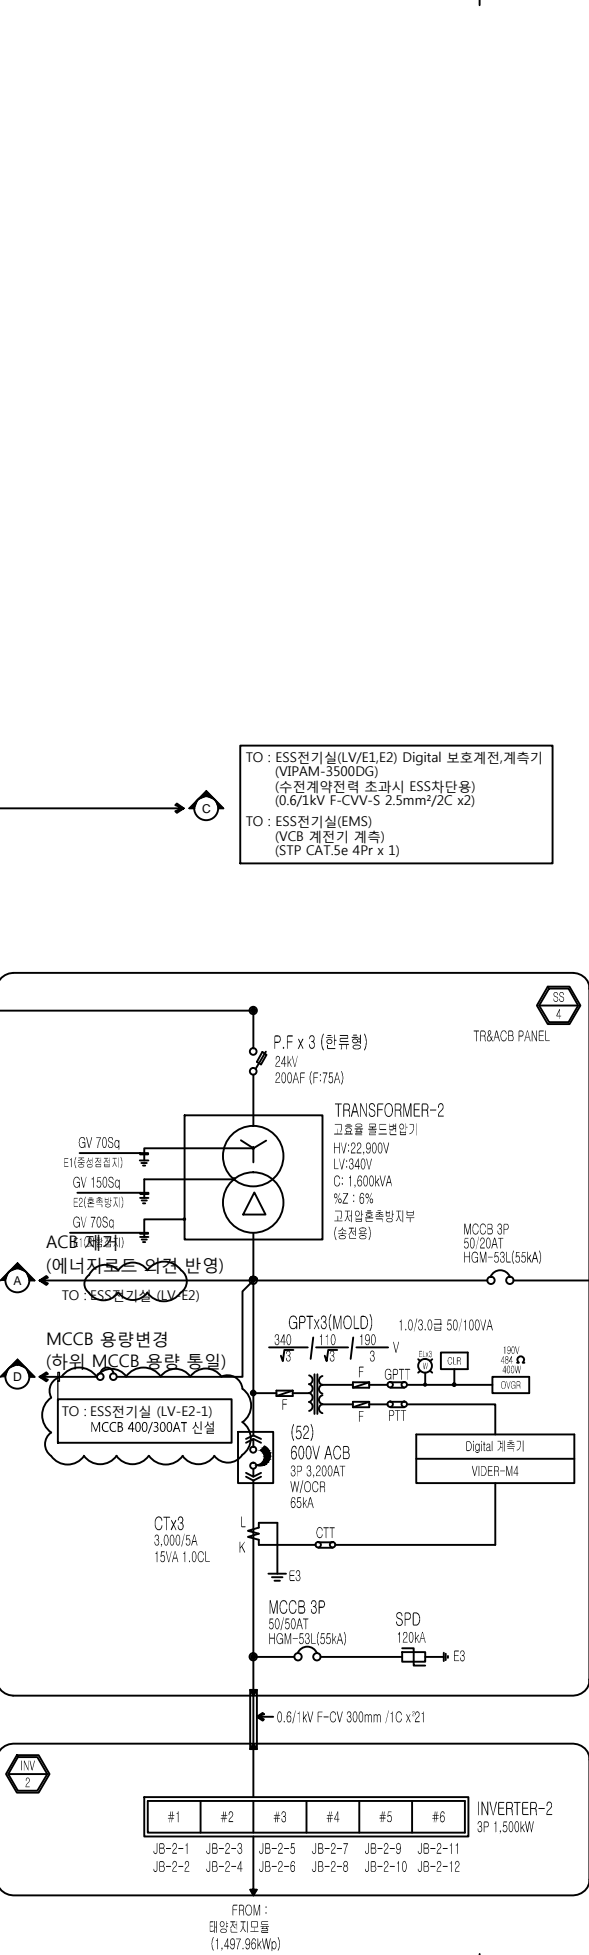 TO : ESS전기실(LV/E1,E2) Digital 보호계전,계측기
(VIPAM-3500DG)
(수전계약전력 초과시 ESS차단용)
(0.6/1kV F-CVV-S 2.5mm²/2C x2)
C
TO : ESS전기실(EMS)
(VCB 계전기 계측)
(STP CAT.5e 4Pr x 1)
SS
4
TR&ACB PANEL
P.F x 3 (한류형)
24kV
200AF (F:75A)
TRANSFORMER-2
고효율 몰드변압기
HV:22,900V
LV:340V
C: 1,600kVA
%Z : 6%
고저압혼촉방지부
(송전용)
GV 70Sq
E1(중성점접지)
GV 150Sq
E2(혼촉방지)
GV 70Sq
ACB 제거
(에너지로드 의견 반영)
A
TO : ESS전기실 (LV-E2)
MCCB 3P
50/20AT
HGM-53L(55kA)
MCCB 용량변경
(하위 MCCB 용량 통일)
D
TO : ESS전기실 (LV-E2-1)
MCCB 400/300AT 신설
GPTx3(MOLD)
1.0/3.0급 50/100VA
340/√3 / 110/√3 / 190/3 V
F
F
F
GPTT
PTT
ELx3
V
CLR
190V
484 Ω
400W
OVGR
(52)
600V ACB
3P 3,200AT
W/OCR
65kA
Digital 계측기
VIDER-M4
CTx3
3,000/5A
15VA 1.0CL
L
K
CTT
E3
MCCB 3P
50/50AT
HGM-53L(55kA)
SPD
120kA
E3
0.6/1kV F-CV 300mm /1C x²21
INV
2
#1 #2 #3 #4 #5 #6
INVERTER-2
3P 1,500kW
JB-2-1 JB-2-3 JB-2-5 JB-2-7 JB-2-9 JB-2-11
JB-2-2 JB-2-4 JB-2-6 JB-2-8 JB-2-10 JB-2-12
FROM :
태양전지모듈
(1,497.96kWp)